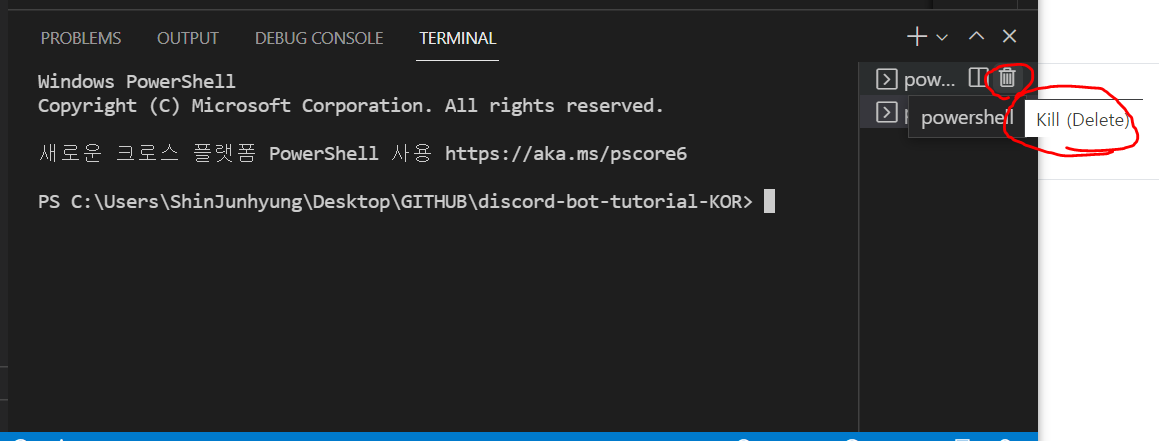 PROBLEMS OUTPUT DEBUG CONSOLE TERMINAL
Windows PowerShell
pow...
Copyright (C) Microsoft Corporation. All rights reserved.
powershell
Kill (Delete)
새로운 크로스 플랫폼 PowerShell 사용 https://aka.ms/pscore6
PS C:\Users\ShinJunhyung\Desktop\GITHUB\discord-bot-tutorial-KOR>